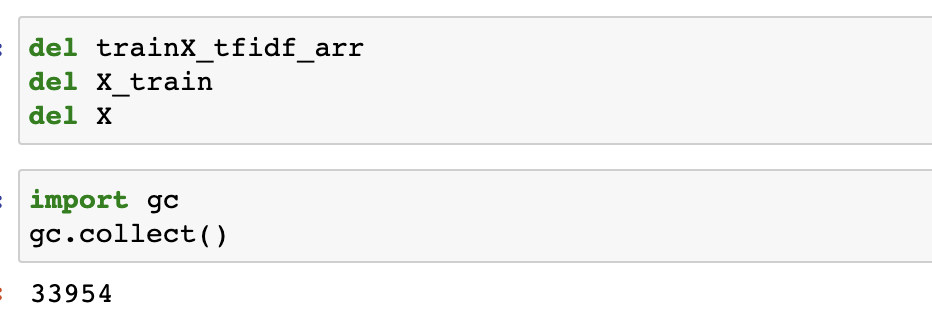 :
del trainX_tfidf_arr
del X_train
del X
:
import gc
gc.collect()
: 33954